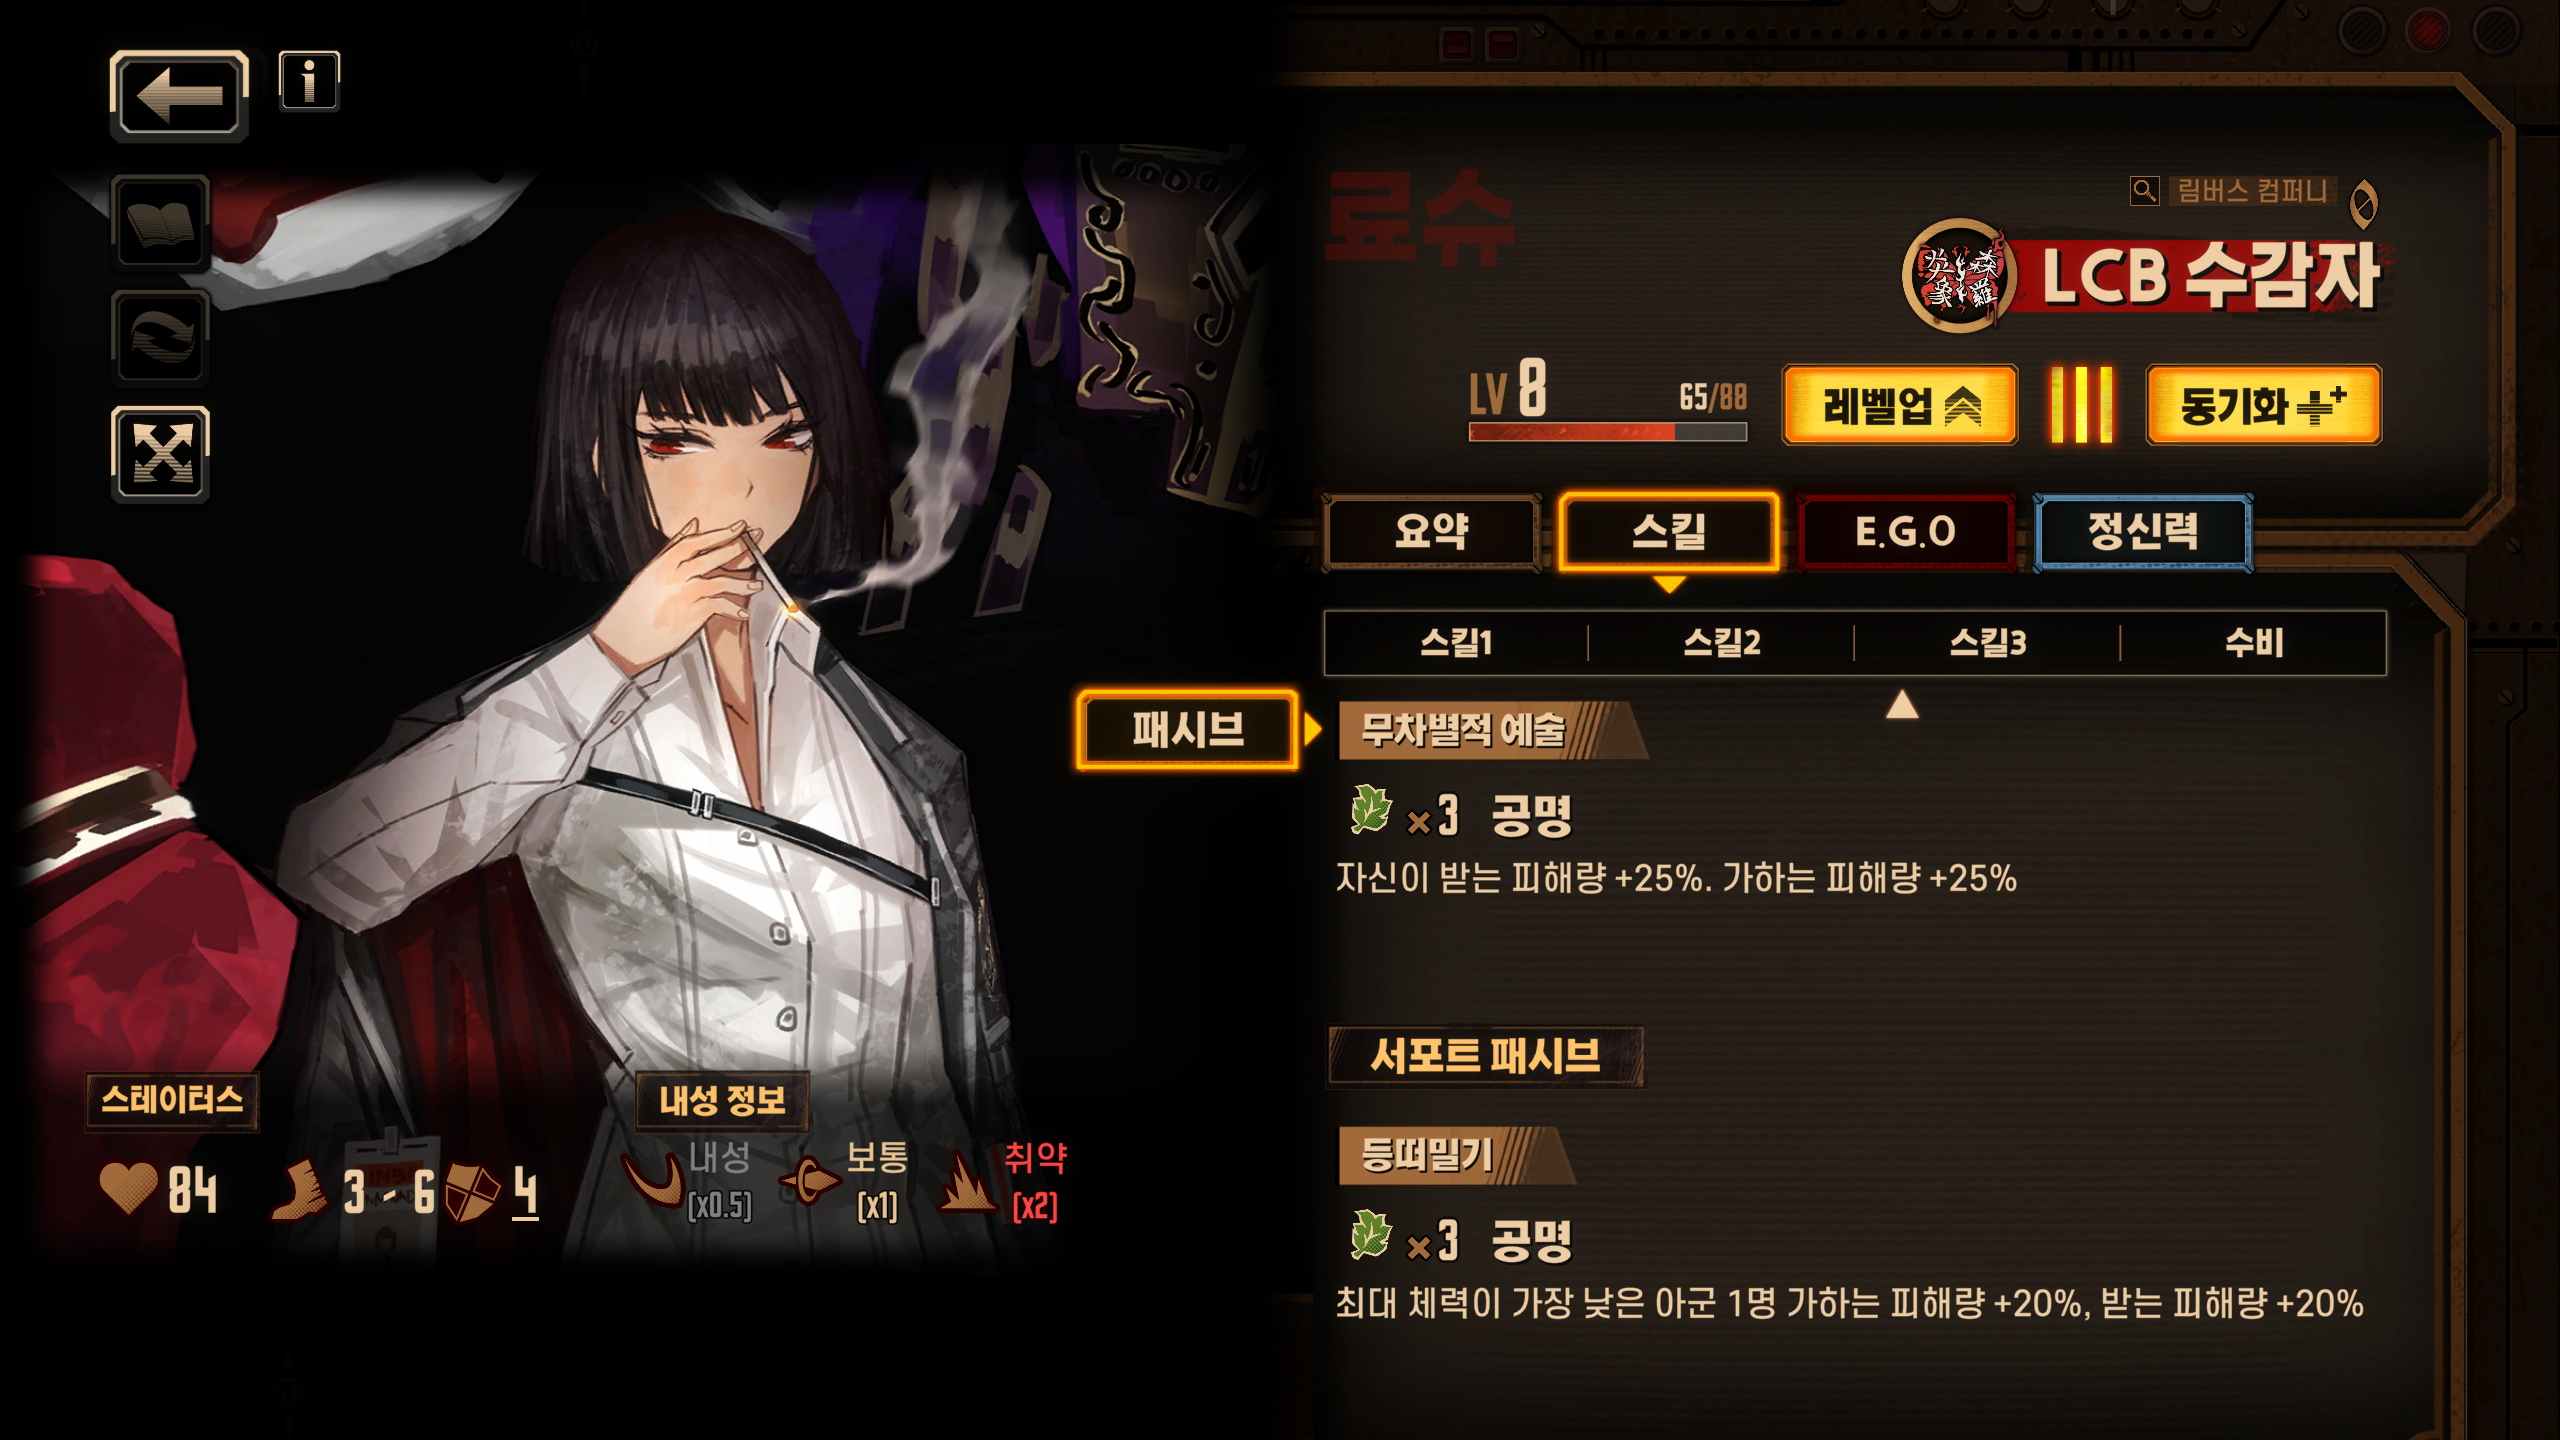 료슈
림버스 컴퍼니
LCB 수감자
LV 8
65/88
레벨업
동기화
요약
스킬
E.G.O
정신력
스킬1
스킬2
스킬3
수비
패시브
무차별적 예술
×3 공명
자신이 받는 피해량 +25%. 가하는 피해량 +25%
서포트 패시브
등떠밀기
×3 공명
최대 체력이 가장 낮은 아군 1명 가하는 피해량 +20%, 받는 피해량 +20%
스테이터스
84
3 - 6
4
내성 정보
내성
[x0.5]
보통
[x1]
취약
[x2]